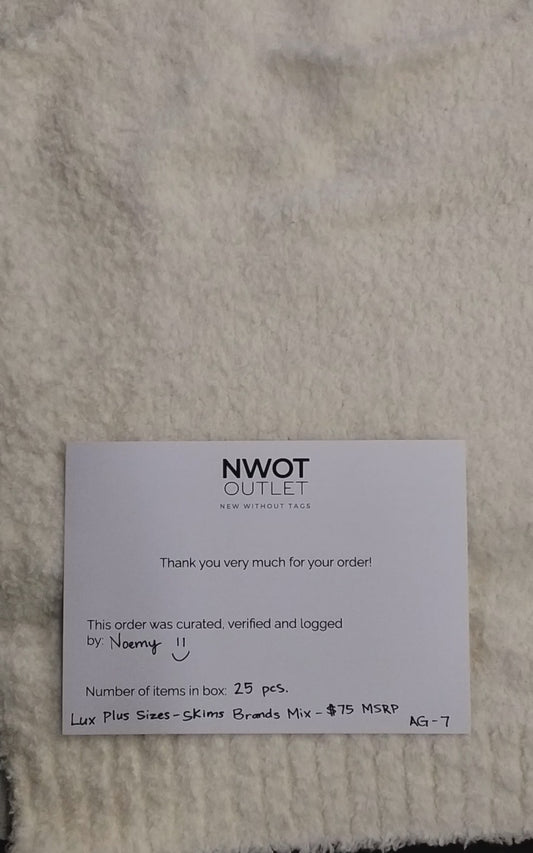 NWOT
OUTLET
NEW WITHOUT TAGS
Thank you very much for your order!
This order was curated, verified and logged
by: Noemy
Number of items in box: 25 pcs.
Lux Plus Sizes - Skims Brands Mix - $75 MSRP
AG-7